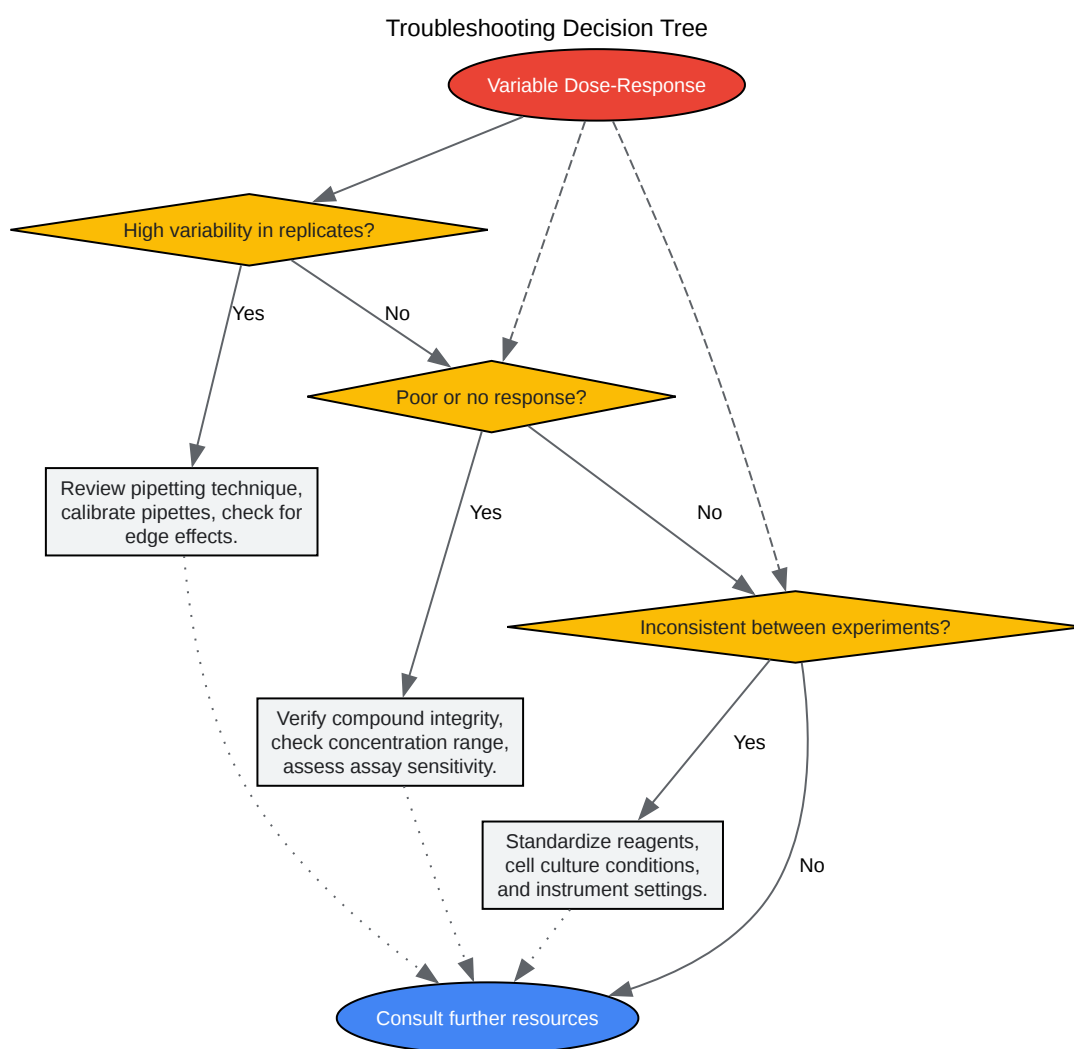 Troubleshooting Decision Tree
Variable Dose-Response
High variability in replicates?
Yes
No
Poor or no response?
Review pipetting technique,
calibrate pipettes, check for
edge effects.
Yes
No
Inconsistent between experiments?
Verify compound integrity,
check concentration range,
assess assay sensitivity.
Yes
Standardize reagents,
cell culture conditions,
and instrument settings.
No
Consult further resources